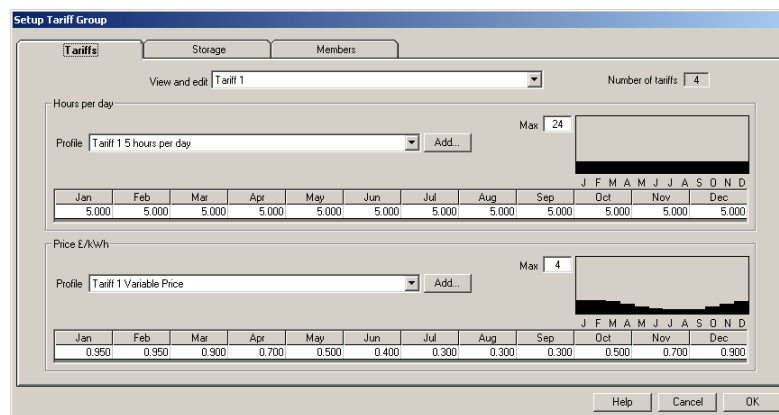 Setup Tariff Group
Tariffs Storage Members
View and edit Tariff 1 Number of tariffs 4
Hours per day
Max 24
Profile Tariff 1 5 hours per day Add...
J F M A M J J A S O N D
Jan Feb Mar Apr May Jun Jul Aug Sep Oct Nov Dec
5.000 5.000 5.000 5.000 5.000 5.000 5.000 5.000 5.000 5.000 5.000 5.000
Price £/kWh
Max 4
Profile Tariff 1 Variable Price Add...
J F M A M J J A S O N D
Jan Feb Mar Apr May Jun Jul Aug Sep Oct Nov Dec
0.950 0.950 0.900 0.700 0.500 0.400 0.300 0.300 0.300 0.500 0.700 0.900
Help Cancel OK